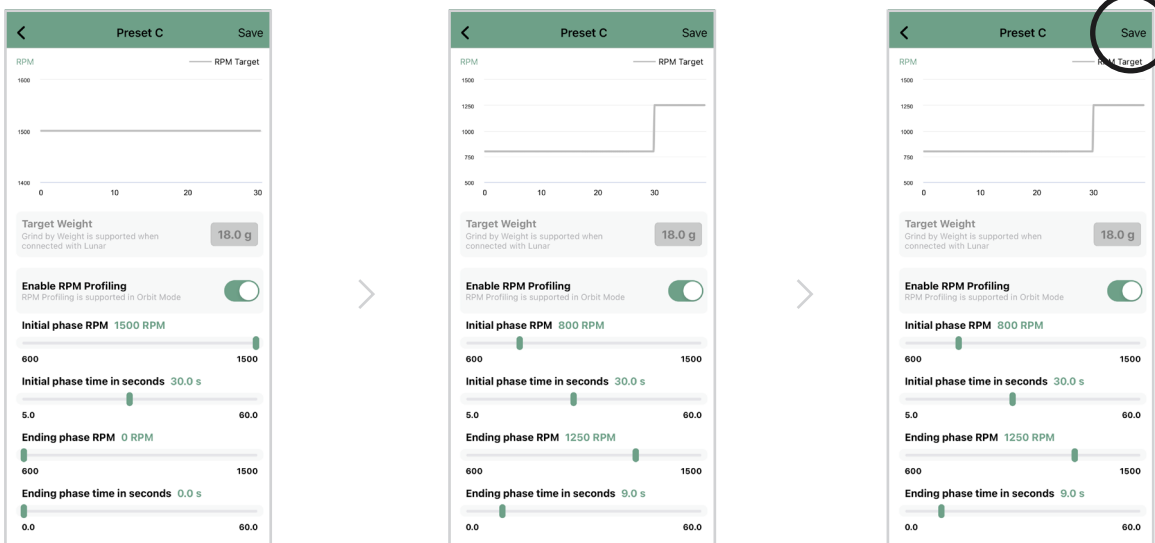 Preset C Save
RPM RPM Target
1600
1500
1400
0 10 20 30
Target Weight
Grind by Weight is supported when
connected with Lunar
18.0 g
Enable RPM Profiling
RPM Profiling is supported in Orbit Mode
Initial phase RPM 1500 RPM
600 1500
Initial phase time in seconds 30.0 s
5.0 60.0
Ending phase RPM 0 RPM
600 1500
Ending phase time in seconds 0.0 s
0.0 60.0
Preset C Save
RPM RPM Target
1500
1250
1000
750
500
0 10 20 30
Target Weight
Grind by Weight is supported when
connected with Lunar
18.0 g
Enable RPM Profiling
RPM Profiling is supported in Orbit Mode
Initial phase RPM 800 RPM
600 1500
Initial phase time in seconds 30.0 s
5.0 60.0
Ending phase RPM 1250 RPM
600 1500
Ending phase time in seconds 9.0 s
0.0 60.0
Preset C Save
RPM RPM Target
1500
1250
1000
750
500
0 10 20 30
Target Weight
Grind by Weight is supported when
connected with Lunar
18.0 g
Enable RPM Profiling
RPM Profiling is supported in Orbit Mode
Initial phase RPM 800 RPM
600 1500
Initial phase time in seconds 30.0 s
5.0 60.0
Ending phase RPM 1250 RPM
600 1500
Ending phase time in seconds 9.0 s
0.0 60.0